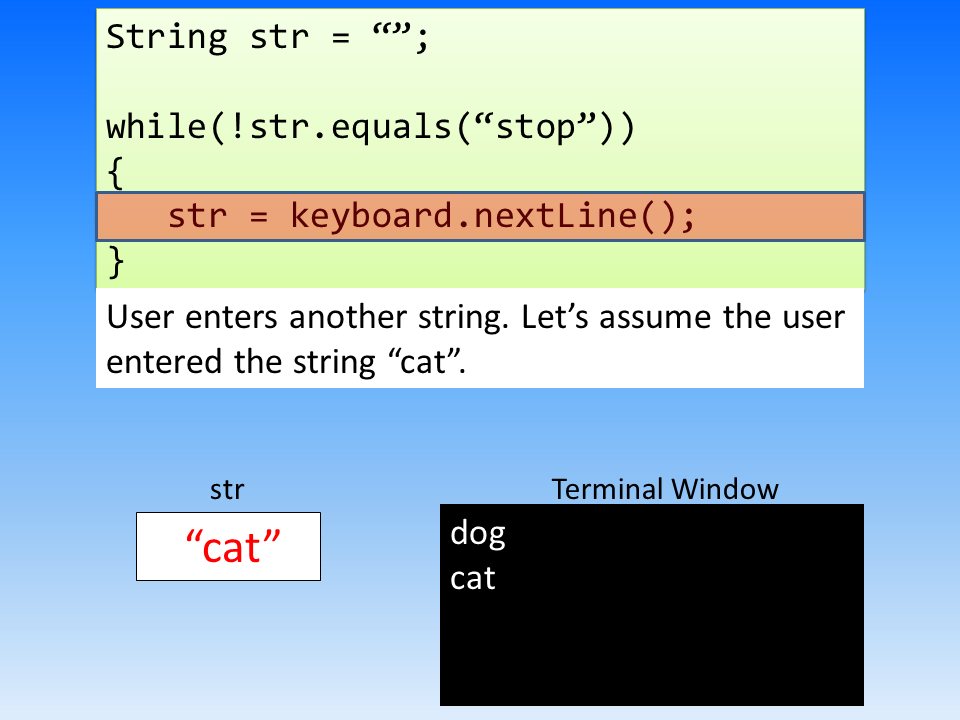 String str = “”;
while(!str.equals(“stop”))
{
str = keyboard.nextLine();
}
User enters another string. Let’s assume the user
entered the string “cat”.
str
Terminal Window
“cat”
dog
cat